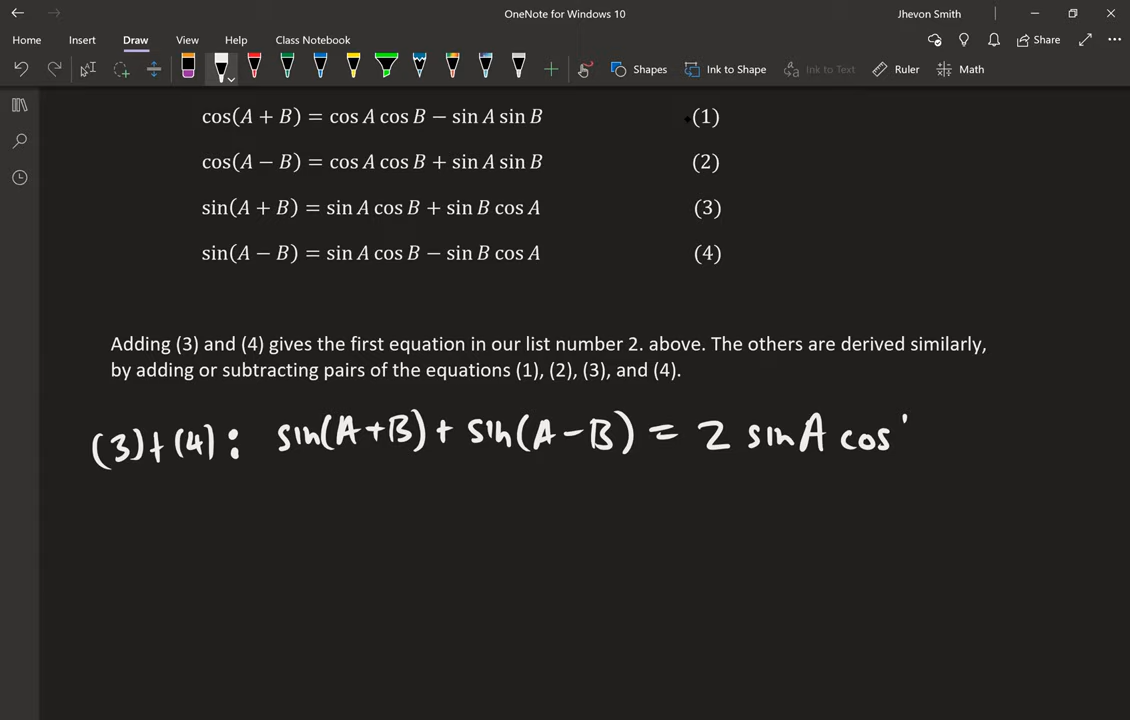 OneNote for Windows 10
Jhevon Smith
Home Insert Draw View Help Class Notebook
Share
Shapes Ink to Shape Ink to Text Ruler Math
cos(A + B) = cos A cos B − sin A sin B (1)
cos(A − B) = cos A cos B + sin A sin B (2)
sin(A + B) = sin A cos B + sin B cos A (3)
sin(A − B) = sin A cos B − sin B cos A (4)
Adding (3) and (4) gives the first equation in our list number 2. above. The others are derived similarly,
by adding or subtracting pairs of the equations (1), (2), (3), and (4).
(3)+(4): sin(A+B)+ sin(A−B) = 2 sinA cos